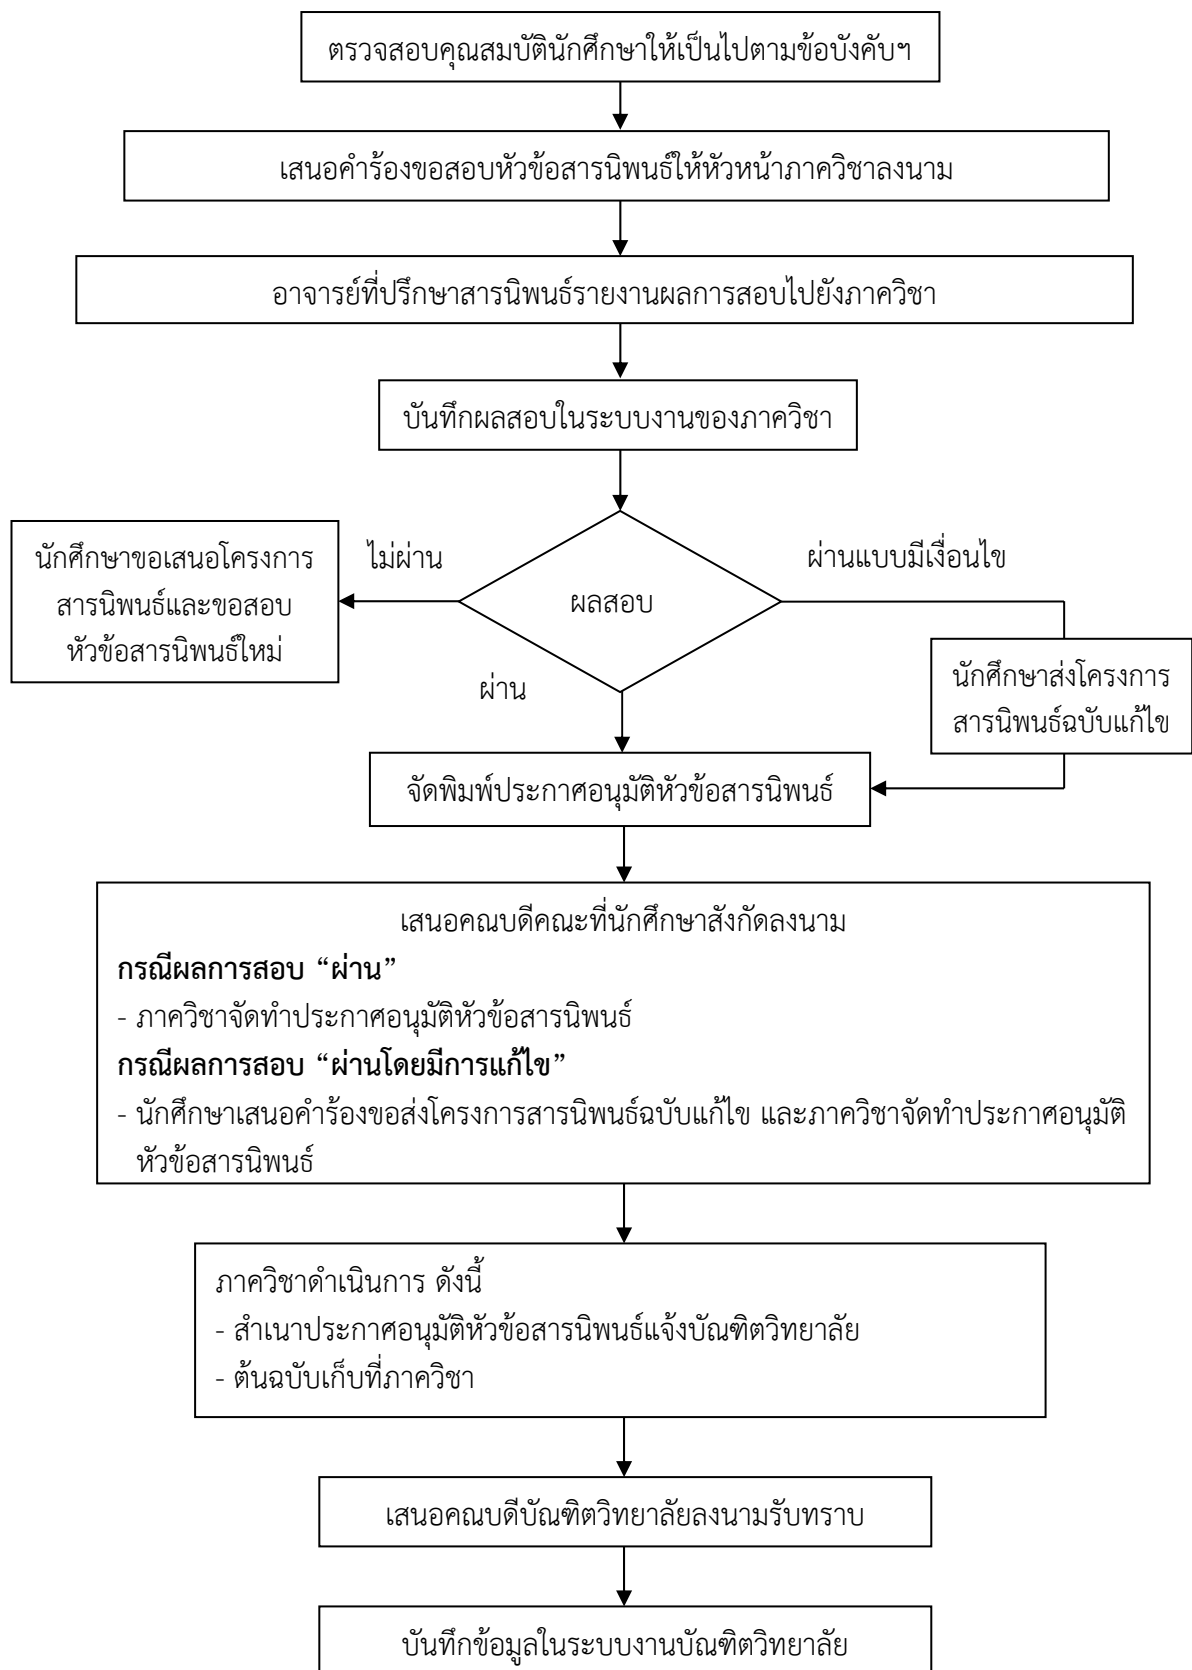 ตรวจสอบคุณสมบัตินักศึกษาให้เป็นไปตามข้อบังคับฯ
เสนอคำร้องขอสอบหัวข้อสารนิพนธ์ให้หัวหน้าภาควิชาลงนาม
อาจารย์ที่ปรึกษาสารนิพนธ์รายงานผลการสอบไปยังภาควิชา
บันทึกผลสอบในระบบงานของภาควิชา
นักศึกษาขอเสนอโครงการ
สารนิพนธ์และขอสอบ
หัวข้อสารนิพนธ์ใหม่
ไม่ผ่าน
ผลสอบ
ผ่านแบบมีเงื่อนไข
ผ่าน
นักศึกษาส่งโครงการ
สารนิพนธ์ฉบับแก้ไข
จัดพิมพ์ประกาศอนุมัติหัวข้อสารนิพนธ์
เสนอคณบดีคณะที่นักศึกษาสังกัดลงนาม
กรณีผลการสอบ “ผ่าน”
- ภาควิชาจัดทำประกาศอนุมัติหัวข้อสารนิพนธ์
กรณีผลการสอบ “ผ่านโดยมีการแก้ไข”
- นักศึกษาเสนอคำร้องขอส่งโครงการสารนิพนธ์ฉบับแก้ไข และภาควิชาจัดทำประกาศอนุมัติ
หัวข้อสารนิพนธ์
ภาควิชาดำเนินการ ดังนี้
- สำเนาประกาศอนุมัติหัวข้อสารนิพนธ์แจ้งบัณฑิตวิทยาลัย
- ต้นฉบับเก็บที่ภาควิชา
เสนอคณบดีบัณฑิตวิทยาลัยลงนามรับทราบ
บันทึกข้อมูลในระบบงานบัณฑิตวิทยาลัย